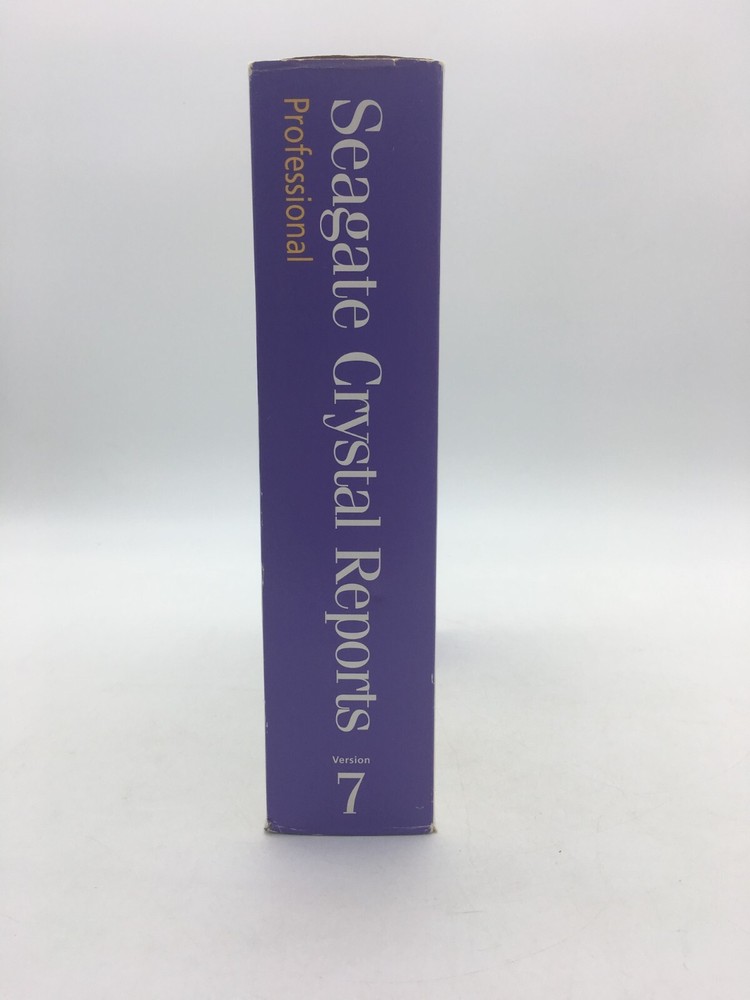 Seagate Crystal Reports
Professional
Version
7